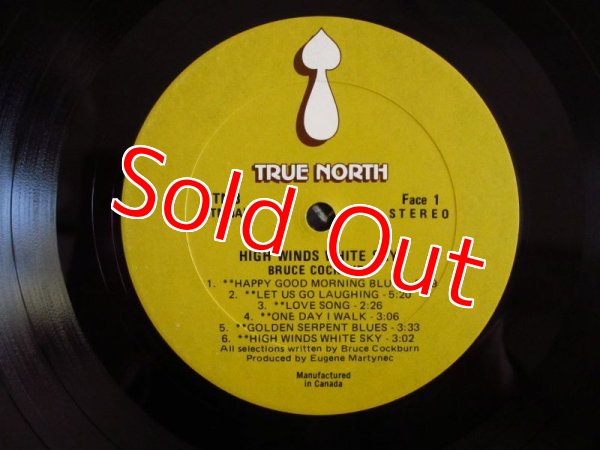 TRUE NORTH
Face 1
STEREO
Sold Out
HIGH WINDS WHITE SKY
BRUCE
1. **HAPPY GOOD MORNING
2. **LET US GO LAUGHING - 5:20
3. **LOVE SONG - 2:26
4. **ONE DAY I WALK - 3:06
5. **GOLDEN SERPENT BLUES - 3:33
6. **HIGH WINDS WHITE SKY - 3:02
All selections written by Bruce Cockburn
Produced by Eugene Martynec
Manufactured
in Canada